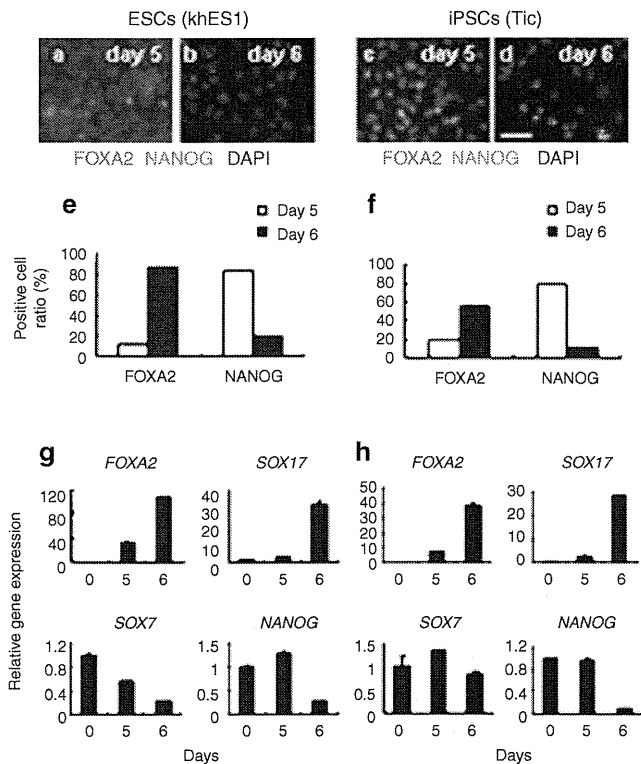 ESCs (khES1) iPSCs (Tic)
a day 5 b day 6 c day 5 d day 6
FOXA2 NANOG DAPI FOXA2 NANOG DAPI
e f
Day 5 Day 5
Day 6 Day 6
Positive cell ratio (%)
100 80 60 40 20 0
100 80 60 40 20 0
FOXA2 NANOG FOXA2 NANOG
g h
FOXA2 SOX17 FOXA2 SOX17
Relative gene expression
120 80 40 0
40 30 20 10 0
50 40 30 20 10 0
30 20 10 0
0 5 6 0 5 6 0 5 6 0 5 6
SOX7 NANOG SOX7 NANOG
1.2 0.8 0.4 0
1.5 1 0.5 0
1.5 1 0.5 0
1.2 0.8 0.4 0
0 5 6 0 5 6 0 5 6 0 5 6
Days Days